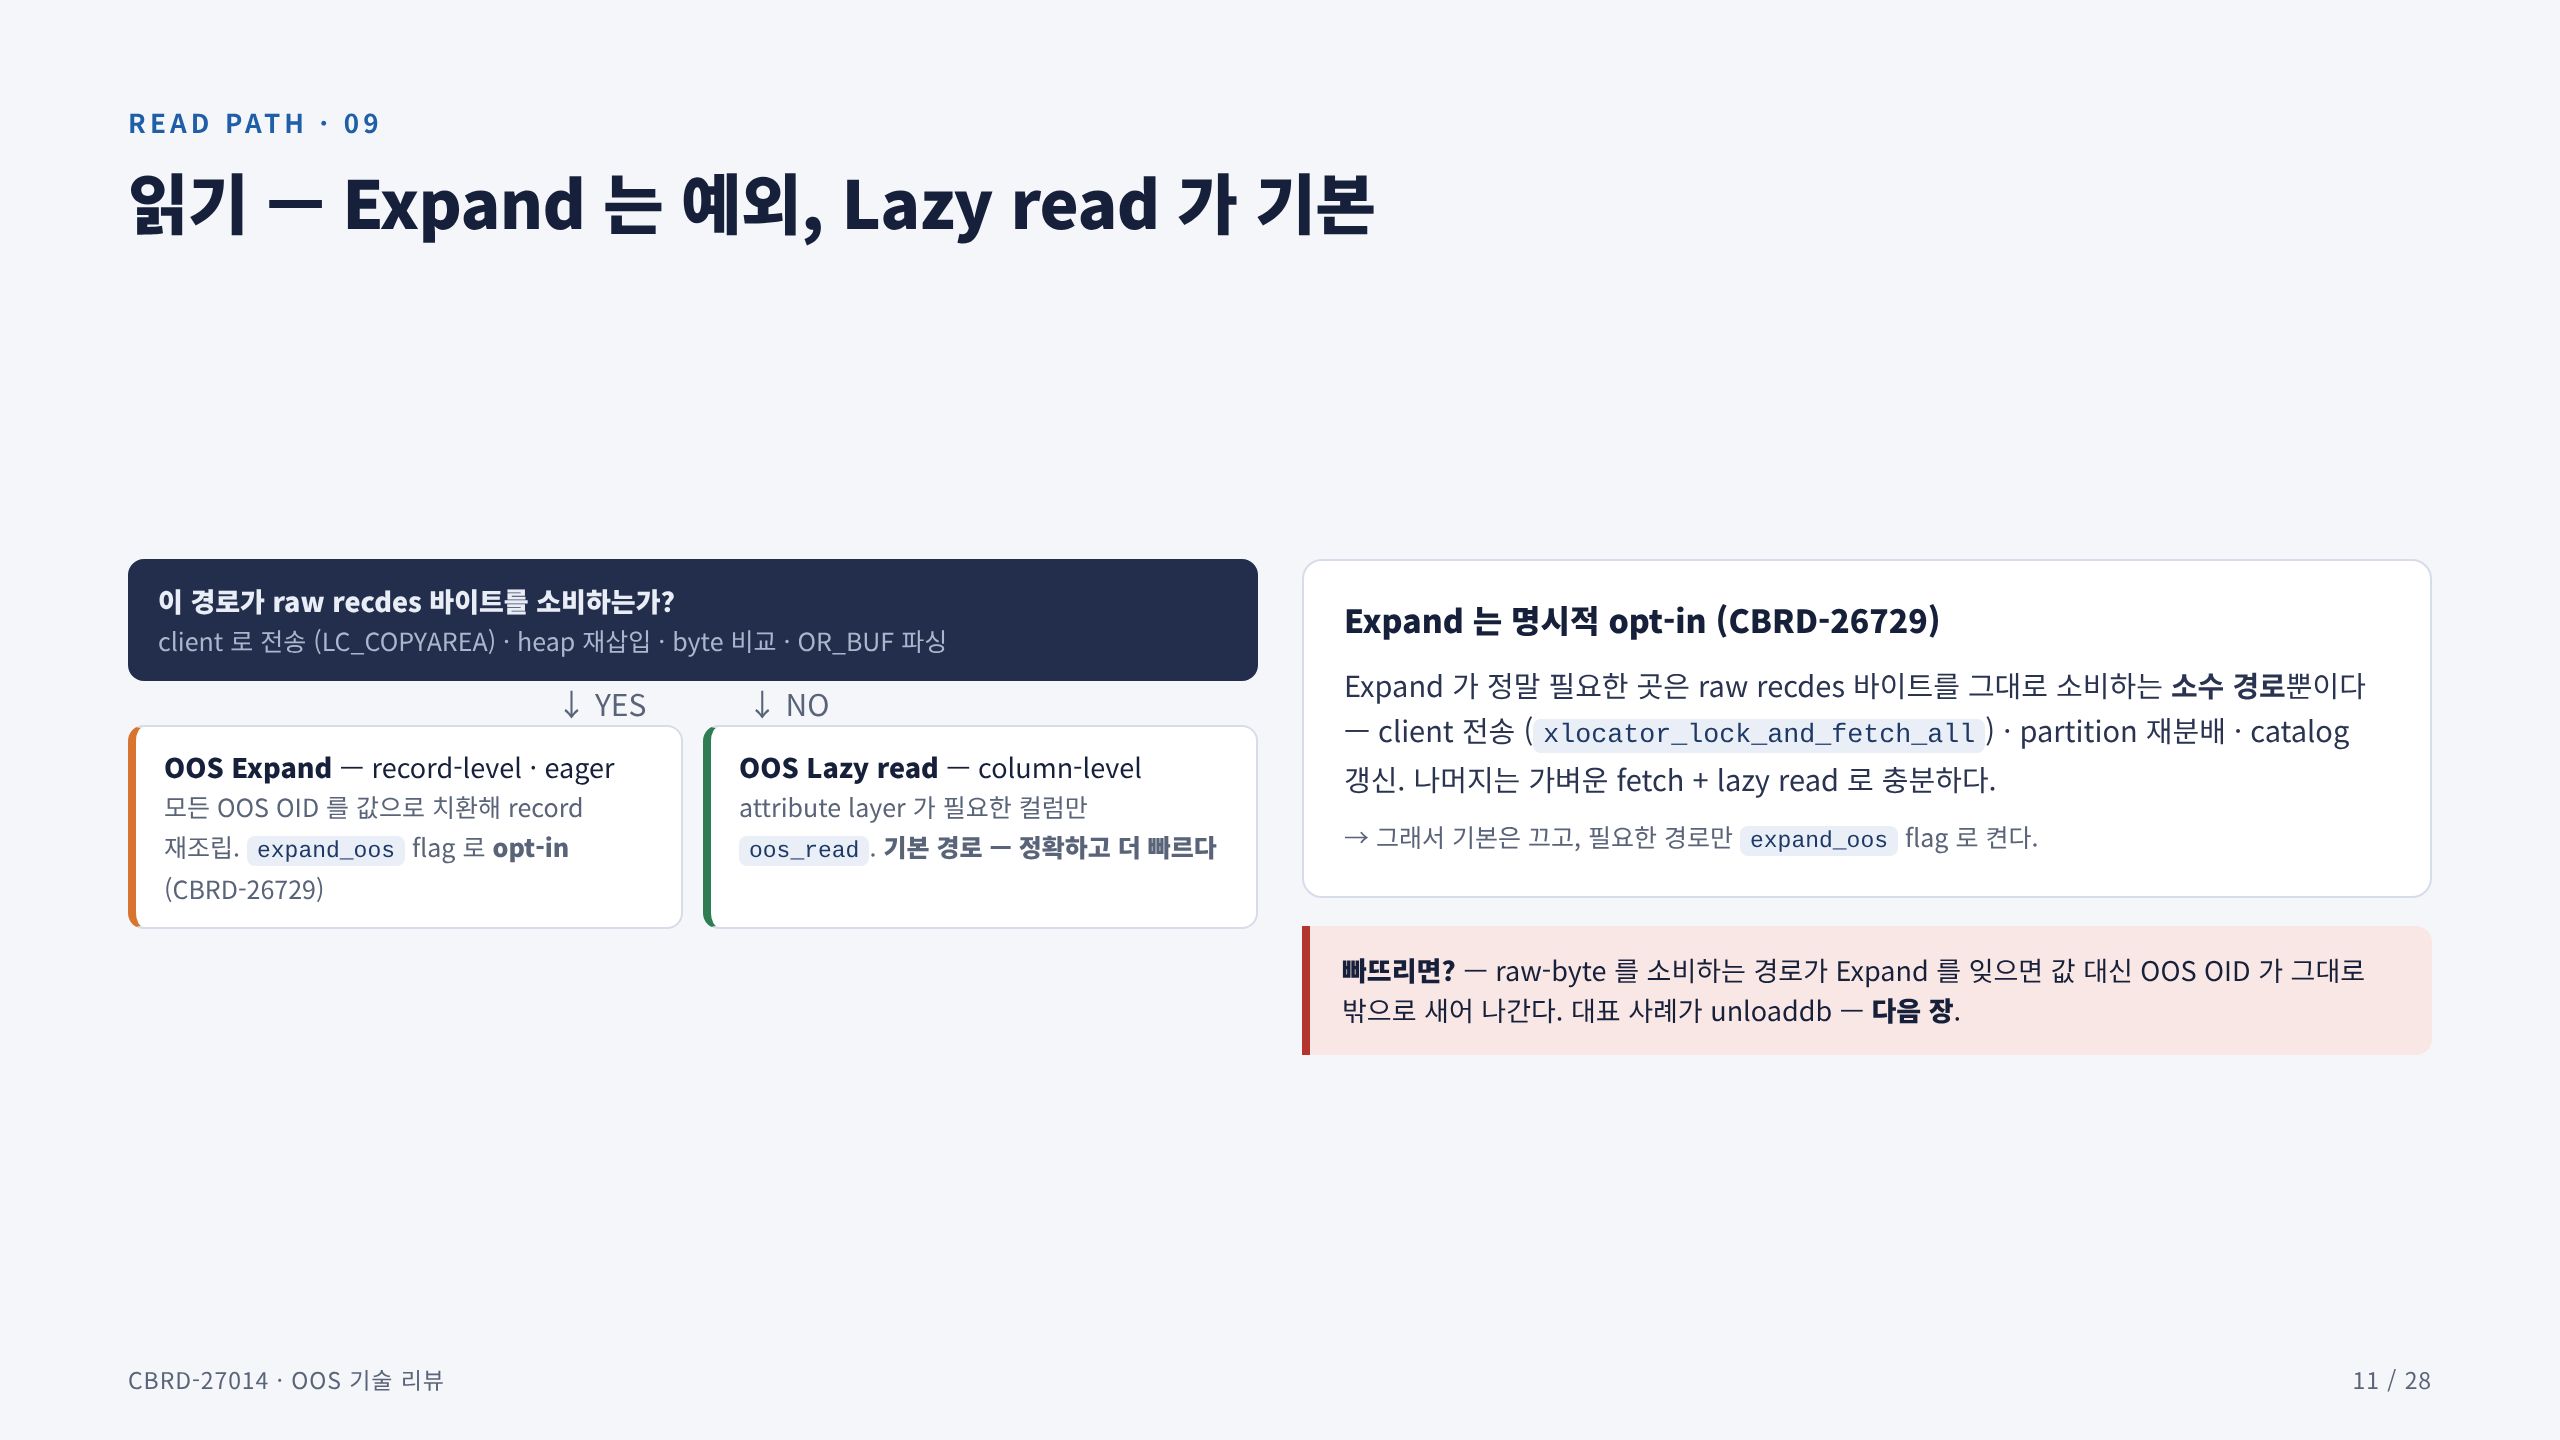 READ PATH · 09
읽기 — Expand 는 예외, Lazy read 가 기본
이 경로가 raw recdes 바이트를 소비하는가?
client 로 전송 (LC_COPYAREA) · heap 재삽입 · byte 비교 · OR_BUF 파싱
↓ YES ↓ NO
OOS Expand — record-level · eager
모든 OOS OID 를 값으로 치환해 record
재조립. expand_oos flag 로 opt-in
(CBRD-26729)
OOS Lazy read — column-level
attribute layer 가 필요한 컬럼만
oos_read. 기본 경로 — 정확하고 더 빠르다
Expand 는 명시적 opt-in (CBRD-26729)
Expand 가 정말 필요한 곳은 raw recdes 바이트를 그대로 소비하는 소수 경로뿐이다
— client 전송 (xlocator_lock_and_fetch_all) · partition 재분배 · catalog
갱신. 나머지는 가벼운 fetch + lazy read 로 충분하다.
→ 그래서 기본은 끄고, 필요한 경로만 expand_oos flag 로 켠다.
빠뜨리면? — raw-byte 를 소비하는 경로가 Expand 를 잊으면 값 대신 OOS OID 가 그대로
밖으로 새어 나간다. 대표 사례가 unloaddb — 다음 장.
CBRD-27014 · OOS 기술 리뷰
11 / 28